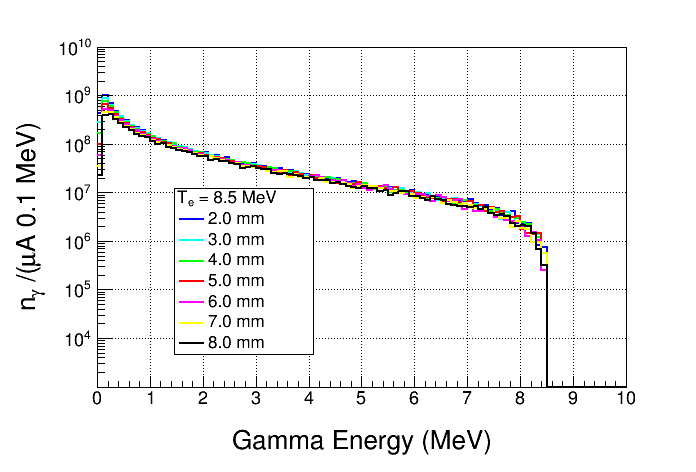 10^10
10^9
10^8
10^7
10^6
10^5
10^4
n_γ /(μA 0.1 MeV)
T_e = 8.5 MeV
2.0 mm
3.0 mm
4.0 mm
5.0 mm
6.0 mm
7.0 mm
8.0 mm
0 1 2 3 4 5 6 7 8 9 10
Gamma Energy (MeV)